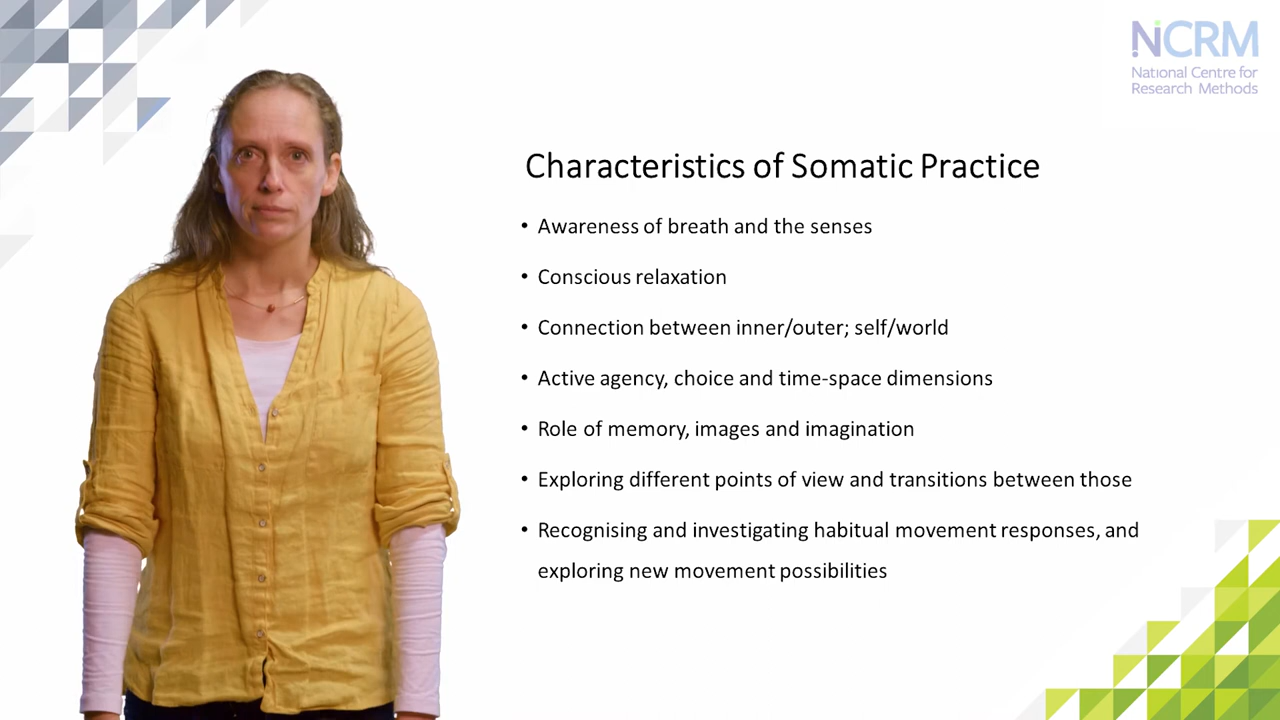 NCRM
National Centre for
Research Methods
Characteristics of Somatic Practice
• Awareness of breath and the senses
• Conscious relaxation
• Connection between inner/outer; self/world
• Active agency, choice and time-space dimensions
• Role of memory, images and imagination
• Exploring different points of view and transitions between those
• Recognising and investigating habitual movement responses, and
exploring new movement possibilities